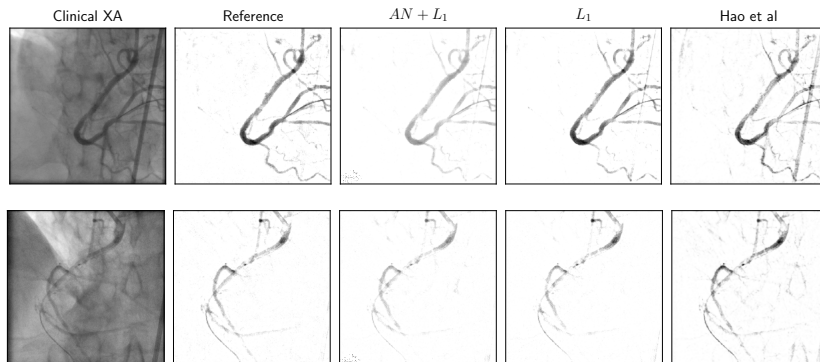 Clinical XA Reference AN + L₁ L₁ Hao et al